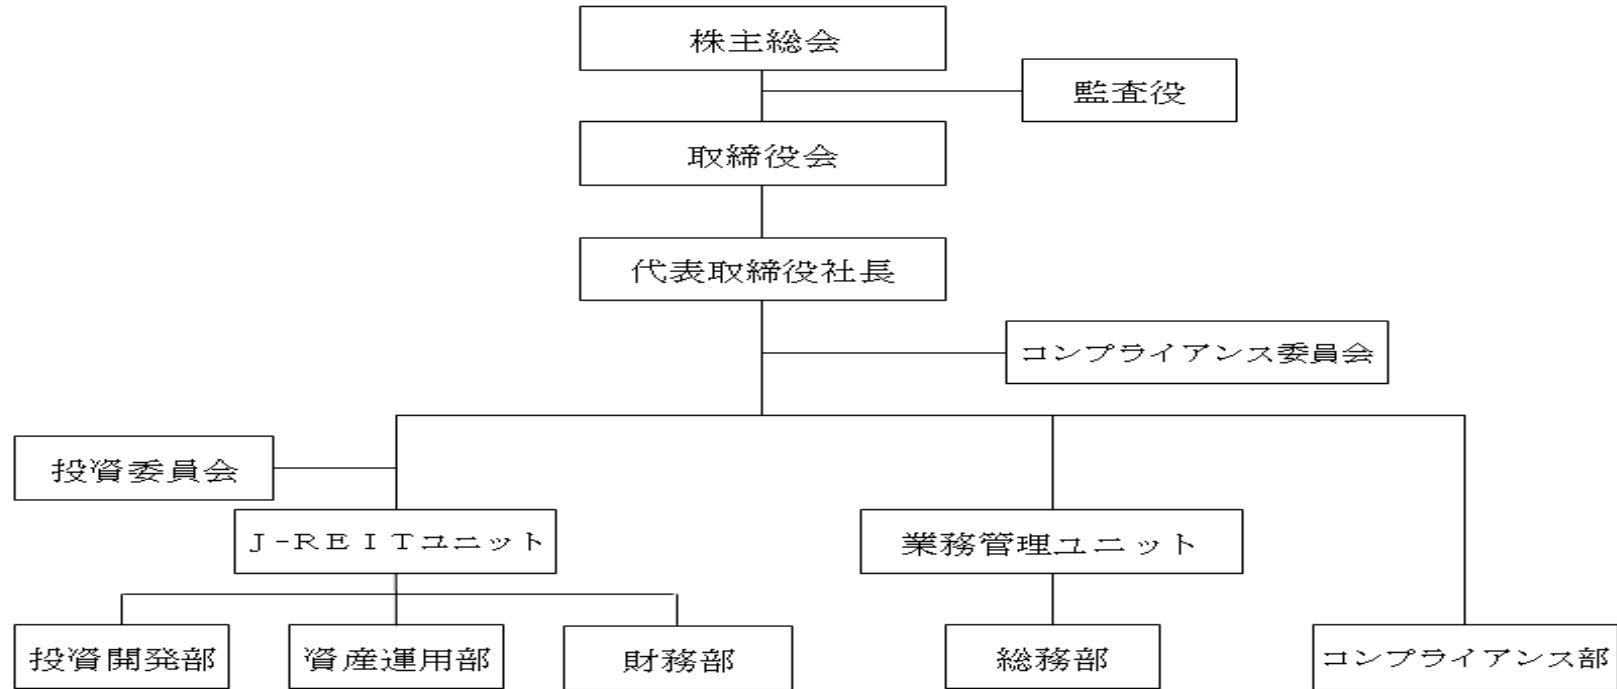 株主総会
監査役
取締役会
代表取締役社長
コンプライアンス委員会
投資委員会
J-REITユニット
業務管理ユニット
投資開発部
資産運用部
財務部
総務部
コンプライアンス部